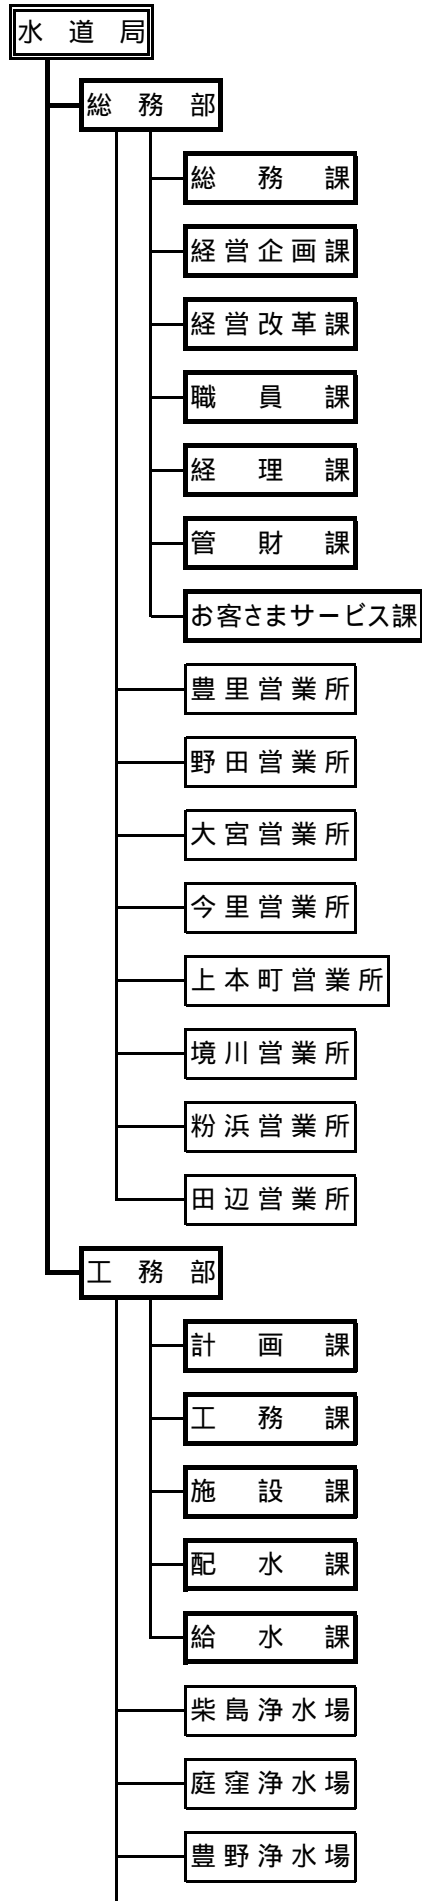 水道局
総務部
総務課
経営企画課
経営改革課
職員課
経理課
管財課
お客さまサービス課
豊里営業所
野田営業所
大宮営業所
今里営業所
上本町営業所
境川営業所
粉浜営業所
田辺営業所
工務部
計画課
工務課
施設課
配水課
給水課
柴島浄水場
庭窪浄水場
豊野浄水場